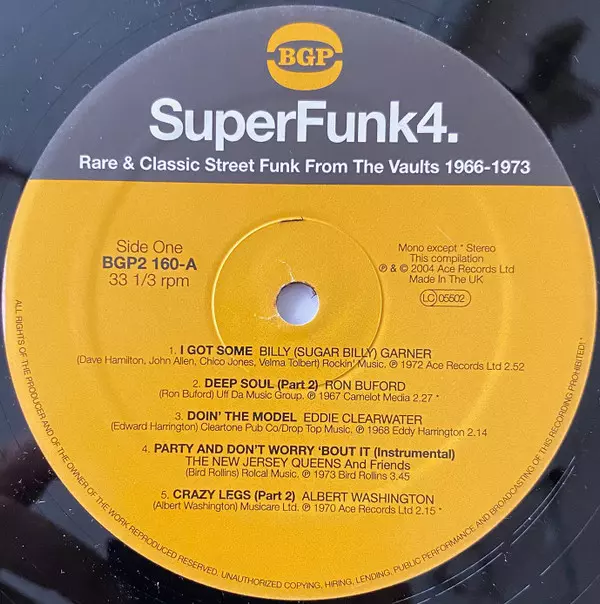 BGP
SuperFunk4.
Rare & Classic Street Funk From The Vaults 1966-1973
Side One
BGP2 160-A
33 1/3 rpm
Mono except * Stereo
This compilation
℗ & © 2004 Ace Records Ltd
Made In The UK
LC 05502
1. I GOT SOME BILLY (SUGAR BILLY) GARNER
(Dave Hamilton, John Allen, Chico Jones, Velma Tolbert) Rockin' Music. ℗ 1972 Ace Records Ltd 2.52
2. DEEP SOUL (Part 2) RON BUFORD
(Ron Buford) Uff Da Music Group. ℗ 1967 Camelot Media 2.27 *
3. DOIN' THE MODEL EDDIE CLEARWATER
(Edward Harrington) Cleartone Pub Co/Drop Top Music. ℗ 1968 Eddy Harrington 2.14
4. PARTY AND DON'T WORRY 'BOUT IT (Instrumental)
THE NEW JERSEY QUEENS And Friends
(Bird Rollins) Rolcal Music. ℗ 1973 Bird Rollins 3.45
5. CRAZY LEGS (Part 2) ALBERT WASHINGTON
(Albert Washington) Musicare Ltd. ℗ 1970 Ace Records Ltd 2.15 *
ALL RIGHTS OF THE PRODUCER AND OF THE OWNER OF THE WORK REPRODUCED RESERVED. UNAUTHORIZED COPYING, HIRING, LENDING, PUBLIC PERFORMANCE AND BROADCASTING OF THIS RECORDING PROHIBITED!